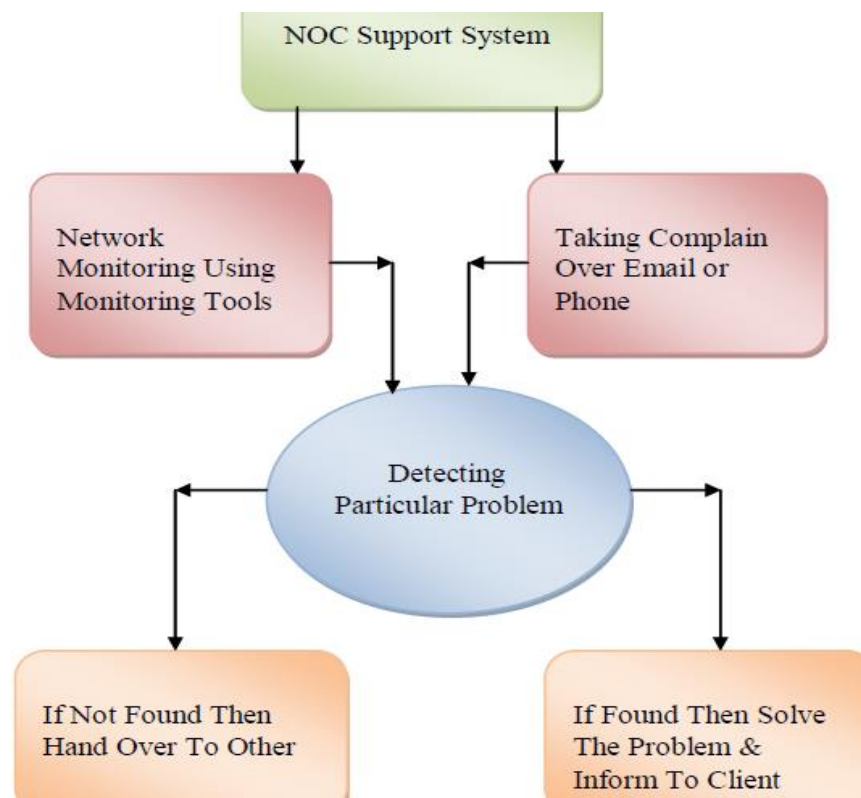 NOC Support System
Network
Monitoring Using
Monitoring Tools
Taking Complain
Over Email or
Phone
Detecting
Particular Problem
If Not Found Then
Hand Over To Other
If Found Then Solve
The Problem &
Inform To Client